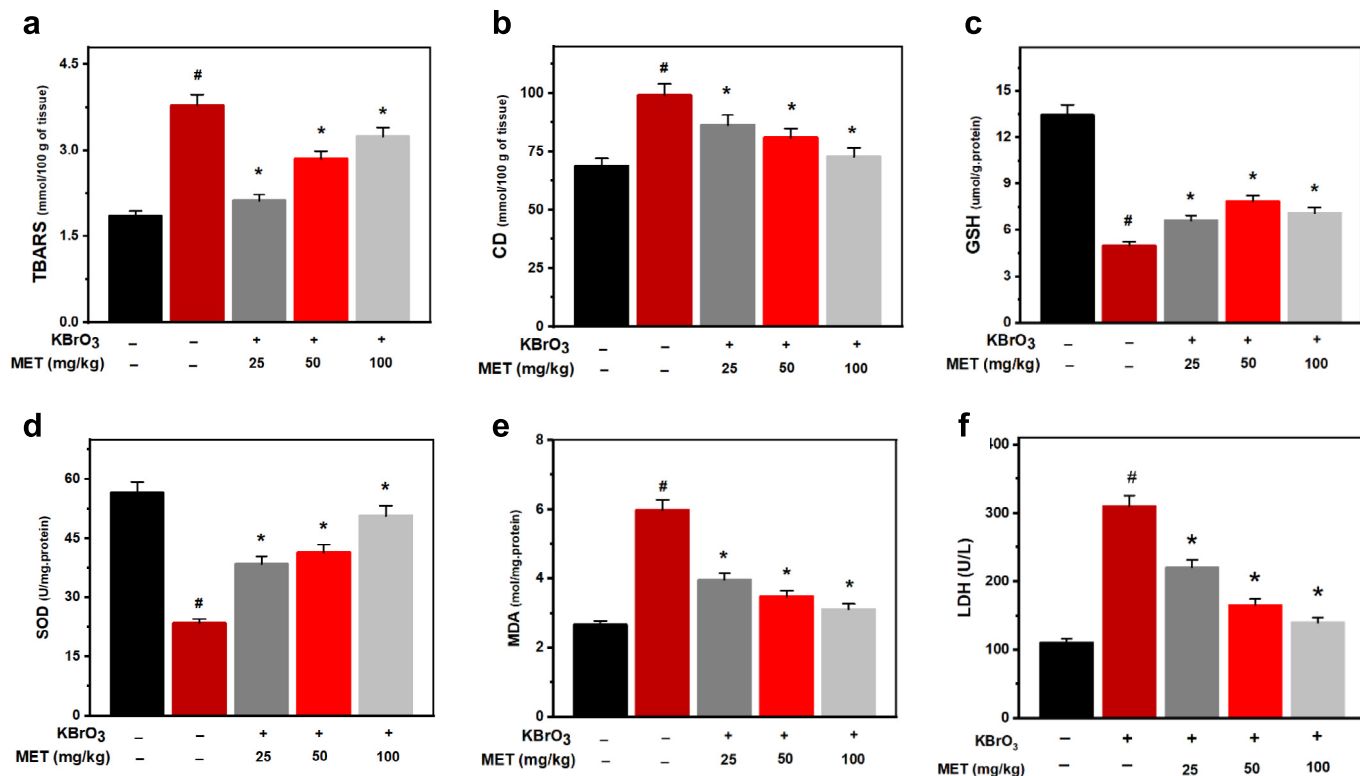 a
TBARS (mmol/100 g of tissue)
4.5
3.0
1.5
0.0
#
*
*
*
KBrO₃ – – + + +
MET (mg/kg) – – 25 50 100
b
CD (mmol/100 g of tissue)
100
75
50
25
0
#
*
*
*
KBrO₃ – – + + +
MET (mg/kg) – – 25 50 100
c
GSH (umol/g.protein)
15
12
9
6
3
0
#
*
*
*
KBrO₃ – – + + +
MET (mg/kg) – – 25 50 100
d
SOD (U/mg.protein)
60
45
30
15
0
#
*
*
*
KBrO₃ – – + + +
MET (mg/kg) – – 25 50 100
e
MDA (mol/mg.protein)
8
6
4
2
0
#
*
*
*
KBrO₃ – – + + +
MET (mg/kg) – – 25 50 100
f
LDH (U/L)
400
300
200
100
0
#
*
*
*
KBrO₃ – + + + +
MET (mg/kg) – – 25 50 100